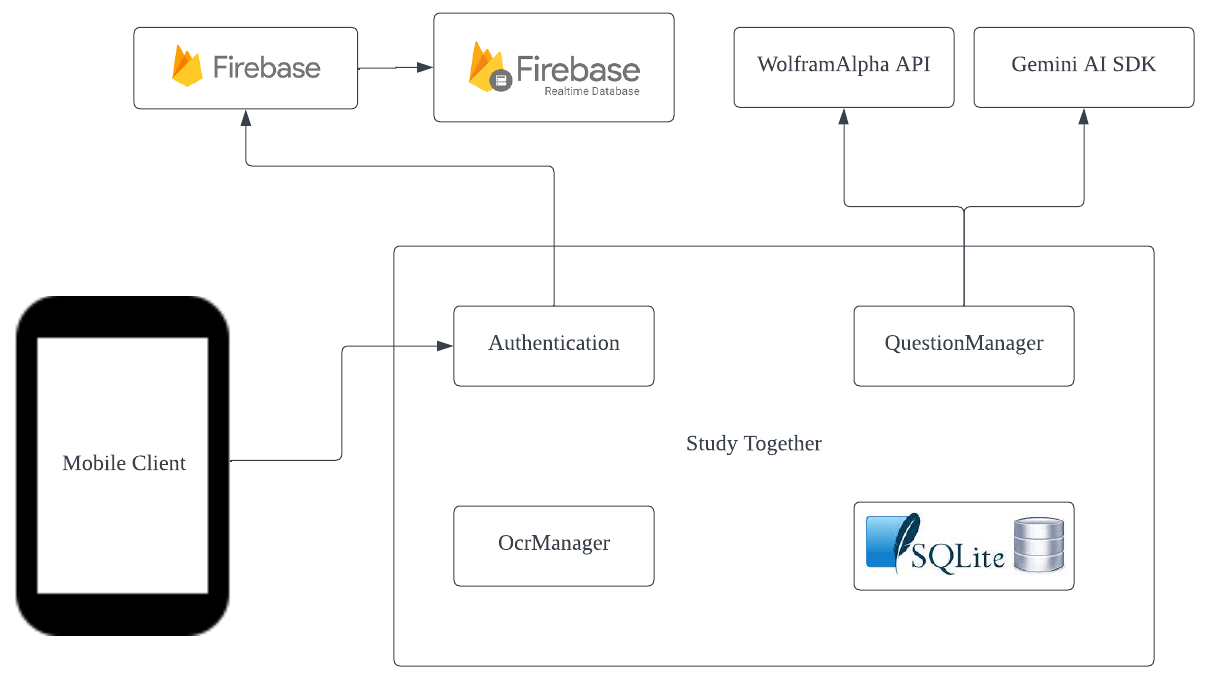 Firebase
Firebase
Realtime Database
WolframAlpha API
Gemini AI SDK
Authentication
QuestionManager
Study Together
Mobile Client
OcrManager
SQLite